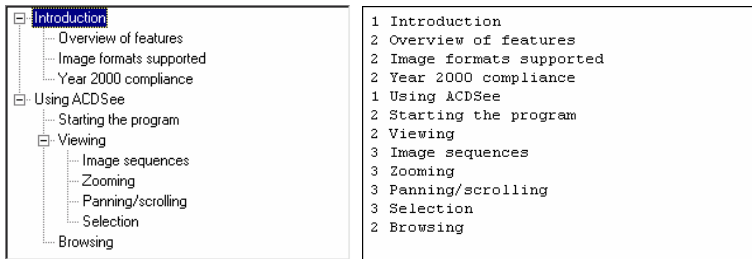 Introduction
Overview of features
Image formats supported
Year 2000 compliance
Using ACDSee
Starting the program
Viewing
Image sequences
Zooming
Panning/scrolling
Selection
Browsing
1 Introduction
2 Overview of features
2 Image formats supported
2 Year 2000 compliance
1 Using ACDSee
2 Starting the program
2 Viewing
3 Image sequences
3 Zooming
3 Panning/scrolling
3 Selection
2 Browsing